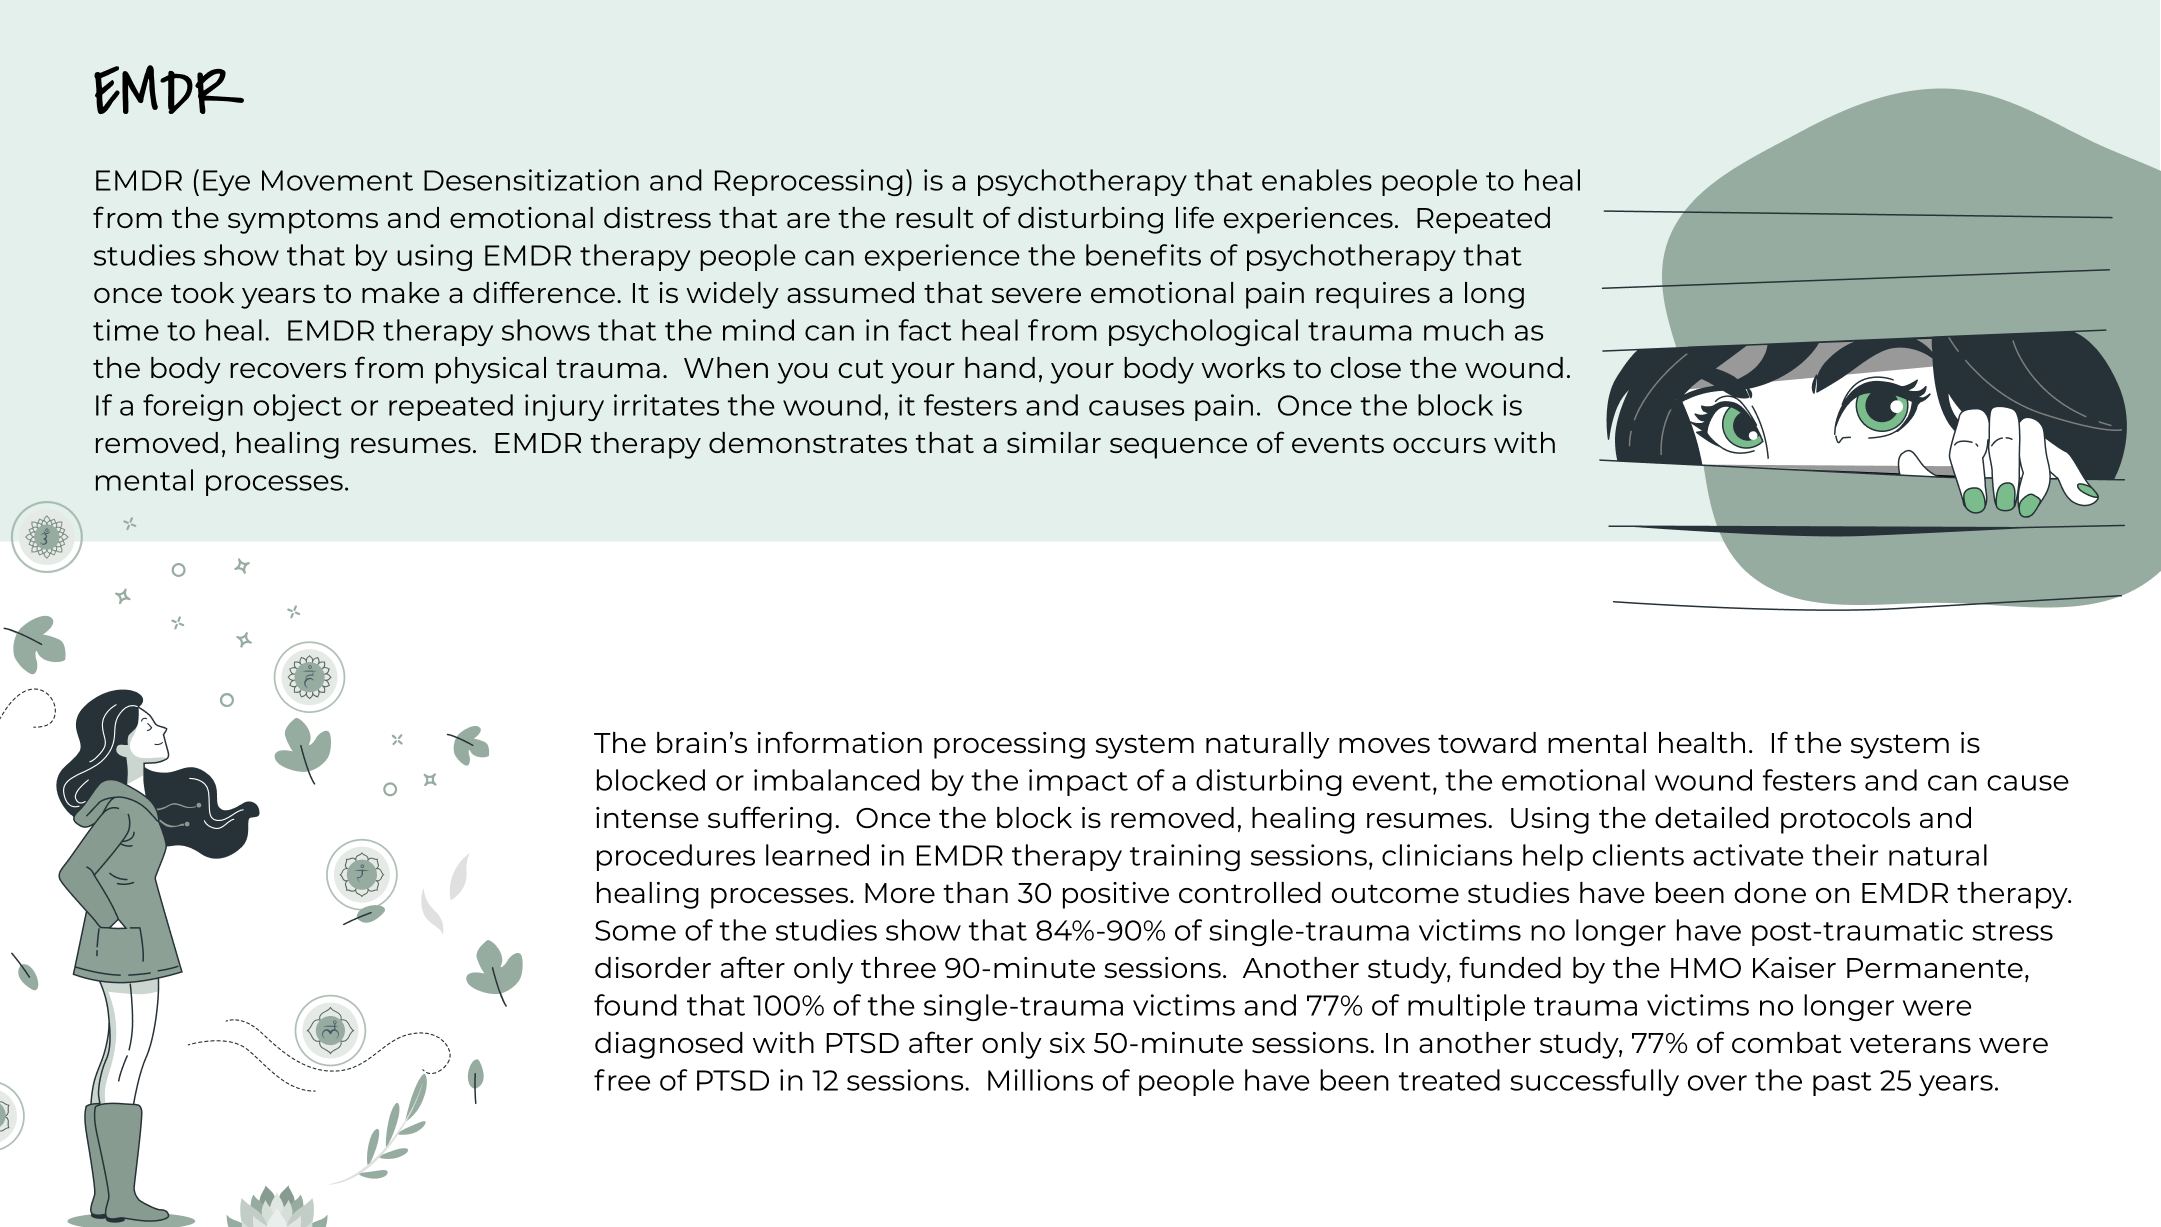 EMDR
EMDR (Eye Movement Desensitization and Reprocessing) is a psychotherapy that enables people to heal
from the symptoms and emotional distress that are the result of disturbing life experiences.  Repeated
studies show that by using EMDR therapy people can experience the benefits of psychotherapy that
once took years to make a difference. It is widely assumed that severe emotional pain requires a long
time to heal.  EMDR therapy shows that the mind can in fact heal from psychological trauma much as
the body recovers from physical trauma.  When you cut your hand, your body works to close the wound.
If a foreign object or repeated injury irritates the wound, it festers and causes pain.  Once the block is
removed, healing resumes.  EMDR therapy demonstrates that a similar sequence of events occurs with
mental processes.
The brain’s information processing system naturally moves toward mental health.  If the system is
blocked or imbalanced by the impact of a disturbing event, the emotional wound festers and can cause
intense suffering.  Once the block is removed, healing resumes.  Using the detailed protocols and
procedures learned in EMDR therapy training sessions, clinicians help clients activate their natural
healing processes. More than 30 positive controlled outcome studies have been done on EMDR therapy.
Some of the studies show that 84%-90% of single-trauma victims no longer have post-traumatic stress
disorder after only three 90-minute sessions.  Another study, funded by the HMO Kaiser Permanente,
found that 100% of the single-trauma victims and 77% of multiple trauma victims no longer were
diagnosed with PTSD after only six 50-minute sessions. In another study, 77% of combat veterans were
free of PTSD in 12 sessions.  Millions of people have been treated successfully over the past 25 years.